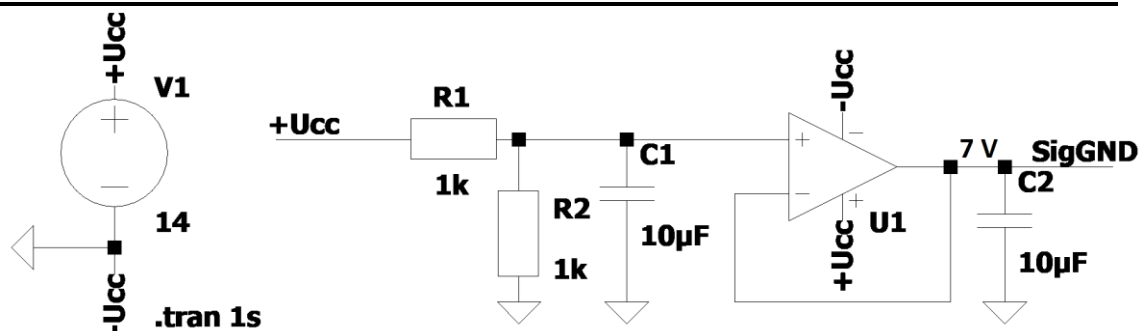 +Ucc
V1
14
-Ucc
.tran 1s
+Ucc
R1
1k
R2
1k
C1
10µF
-Ucc
U1
+Ucc
7 V
SigGND
C2
10µF